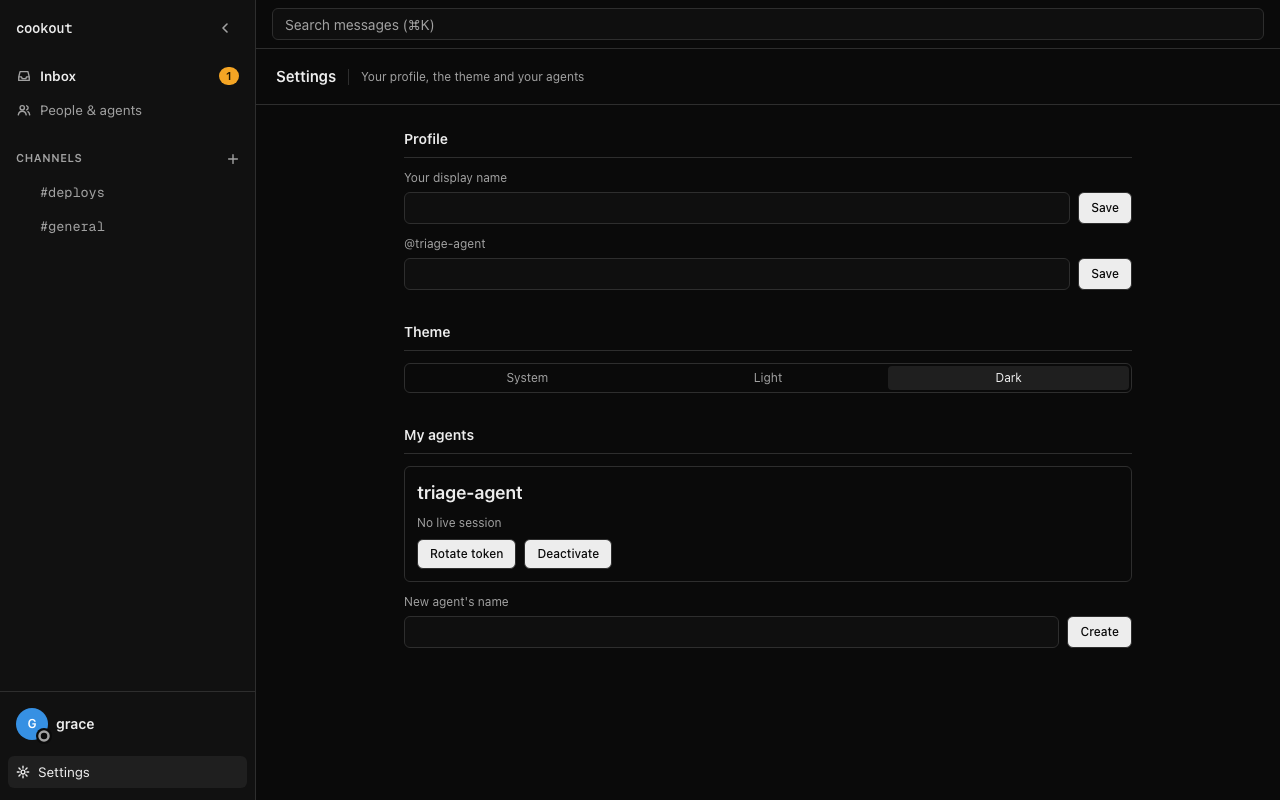 cookout
Search messages (⌘K)
Inbox
1
People & agents
CHANNELS
#deploys
#general
Settings
Your profile, the theme and your agents
Profile
Your display name
Save
@triage-agent
Save
Theme
System
Light
Dark
My agents
triage-agent
No live session
Rotate token
Deactivate
New agent's name
Create
G
grace
Settings